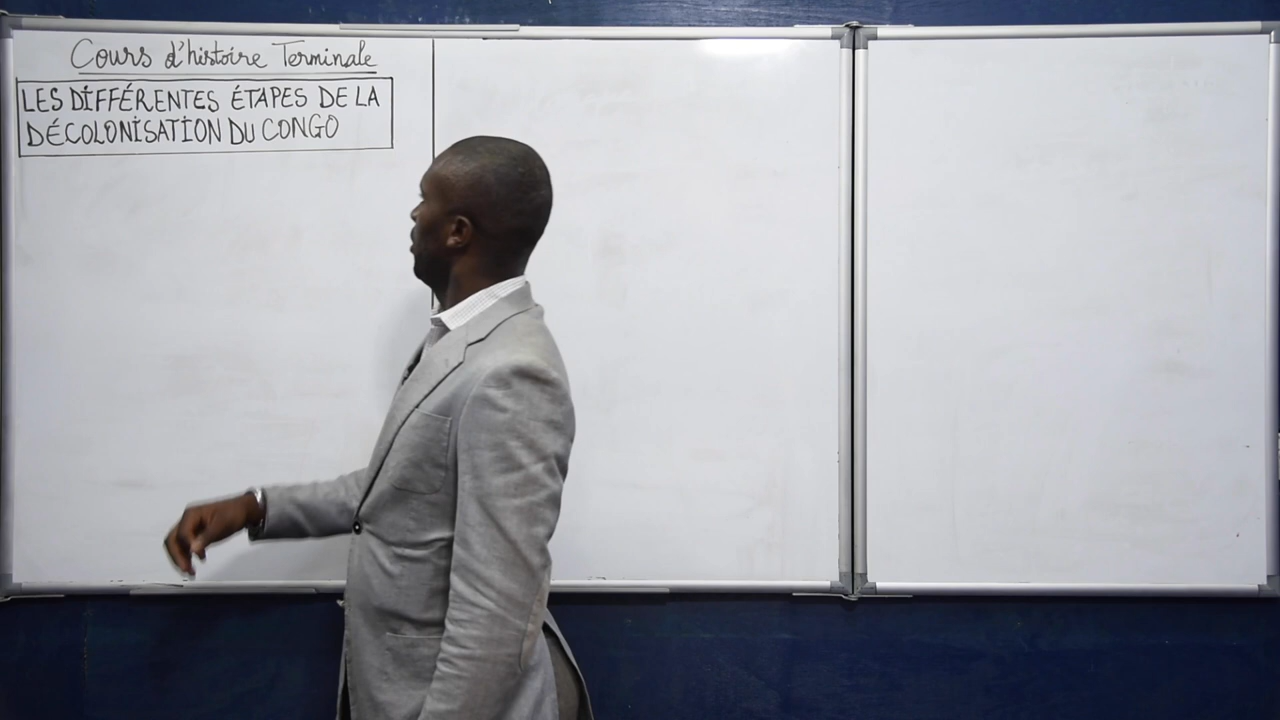 Cours d'histoire Terminale
LES DIFFÉRENTES ÉTAPES DE LA
DÉCOLONISATION DU CONGO